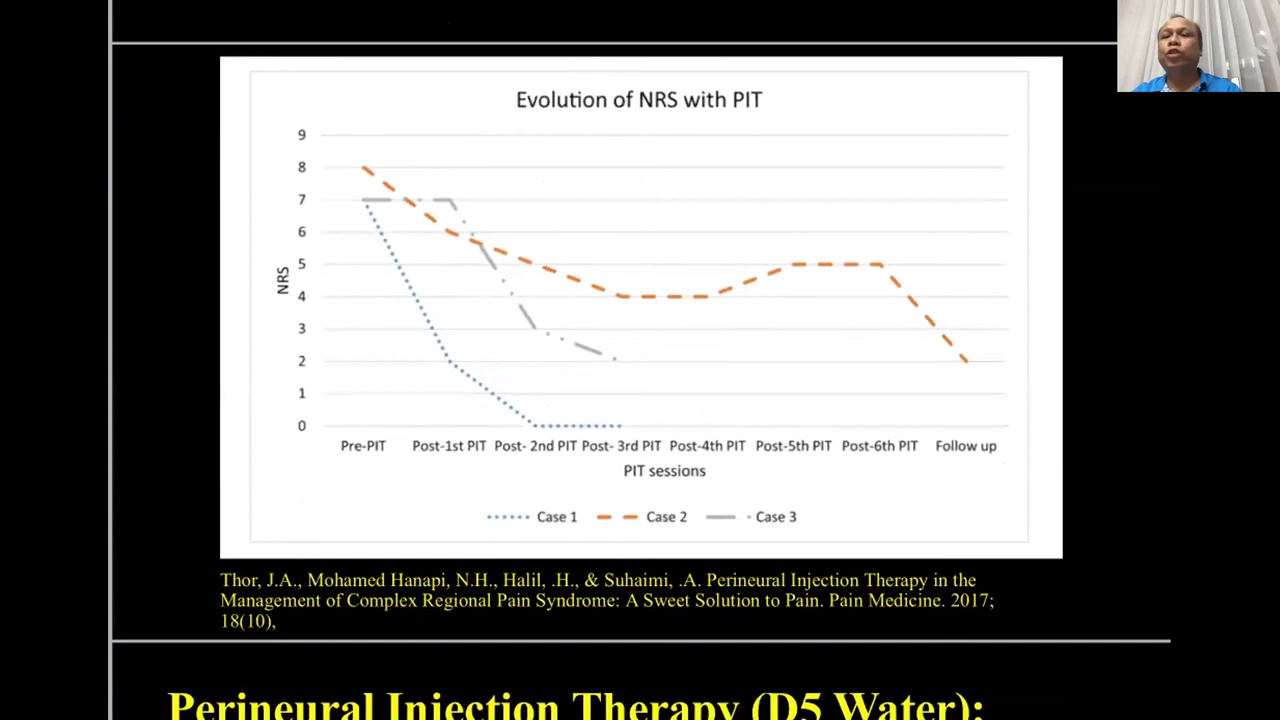 Evolution of NRS with PIT
9
8
7
6
5
4
3
2
1
0
NRS
Pre-PIT Post-1st PIT Post- 2nd PIT Post- 3rd PIT Post-4th PIT Post-5th PIT Post-6th PIT Follow up
PIT sessions
Case 1 Case 2 Case 3
Thor, J.A., Mohamed Hanapi, N.H., Halil, .H., & Suhaimi, .A. Perineural Injection Therapy in the
Management of Complex Regional Pain Syndrome: A Sweet Solution to Pain. Pain Medicine. 2017;
18(10),
Perineural Injection Therapy (D5 Water):